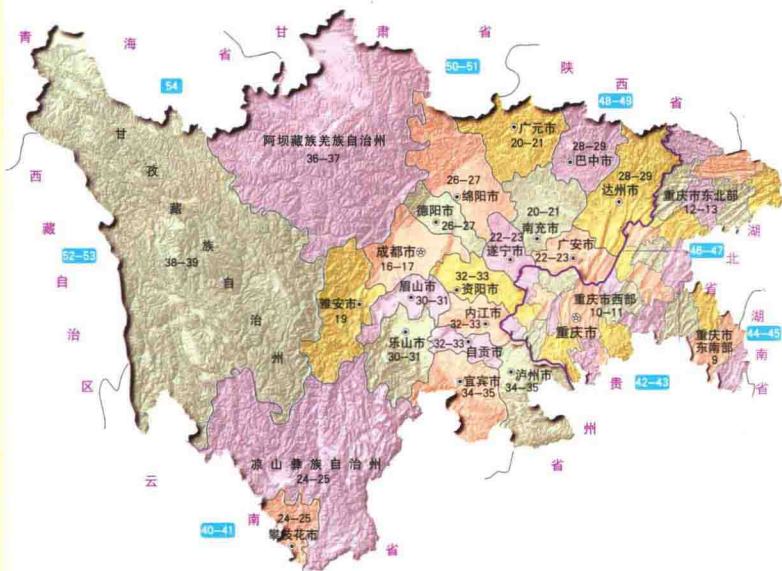 青海省
甘肃省
陕西省
54
50-51
48-49
阿坝藏族羌族自治州
36-37
广元市
20-21
28-29
巴中市
28-29
达州市
重庆市东北部
12-13
甘孜藏族自治州
38-39
26-27
绵阳市
德阳市
26-27
20-21
南充市
22-23
遂宁市
广安市
22-23
成都市
16-17
西藏自治区
52-53
46-47
湖北省
32-33
资阳市
眉山市
30-31
雅安市
19
重庆市西部
10-11
重庆市
内江市
32-33
乐山市
30-31
32-33
自贡市
重庆市
东南部
9
湖南省
44-45
宜宾市
34-35
泸州市
34-35
贵州省
42-43
凉山彝族自治州
24-25
24-25
攀枝花市
云南省
40-41